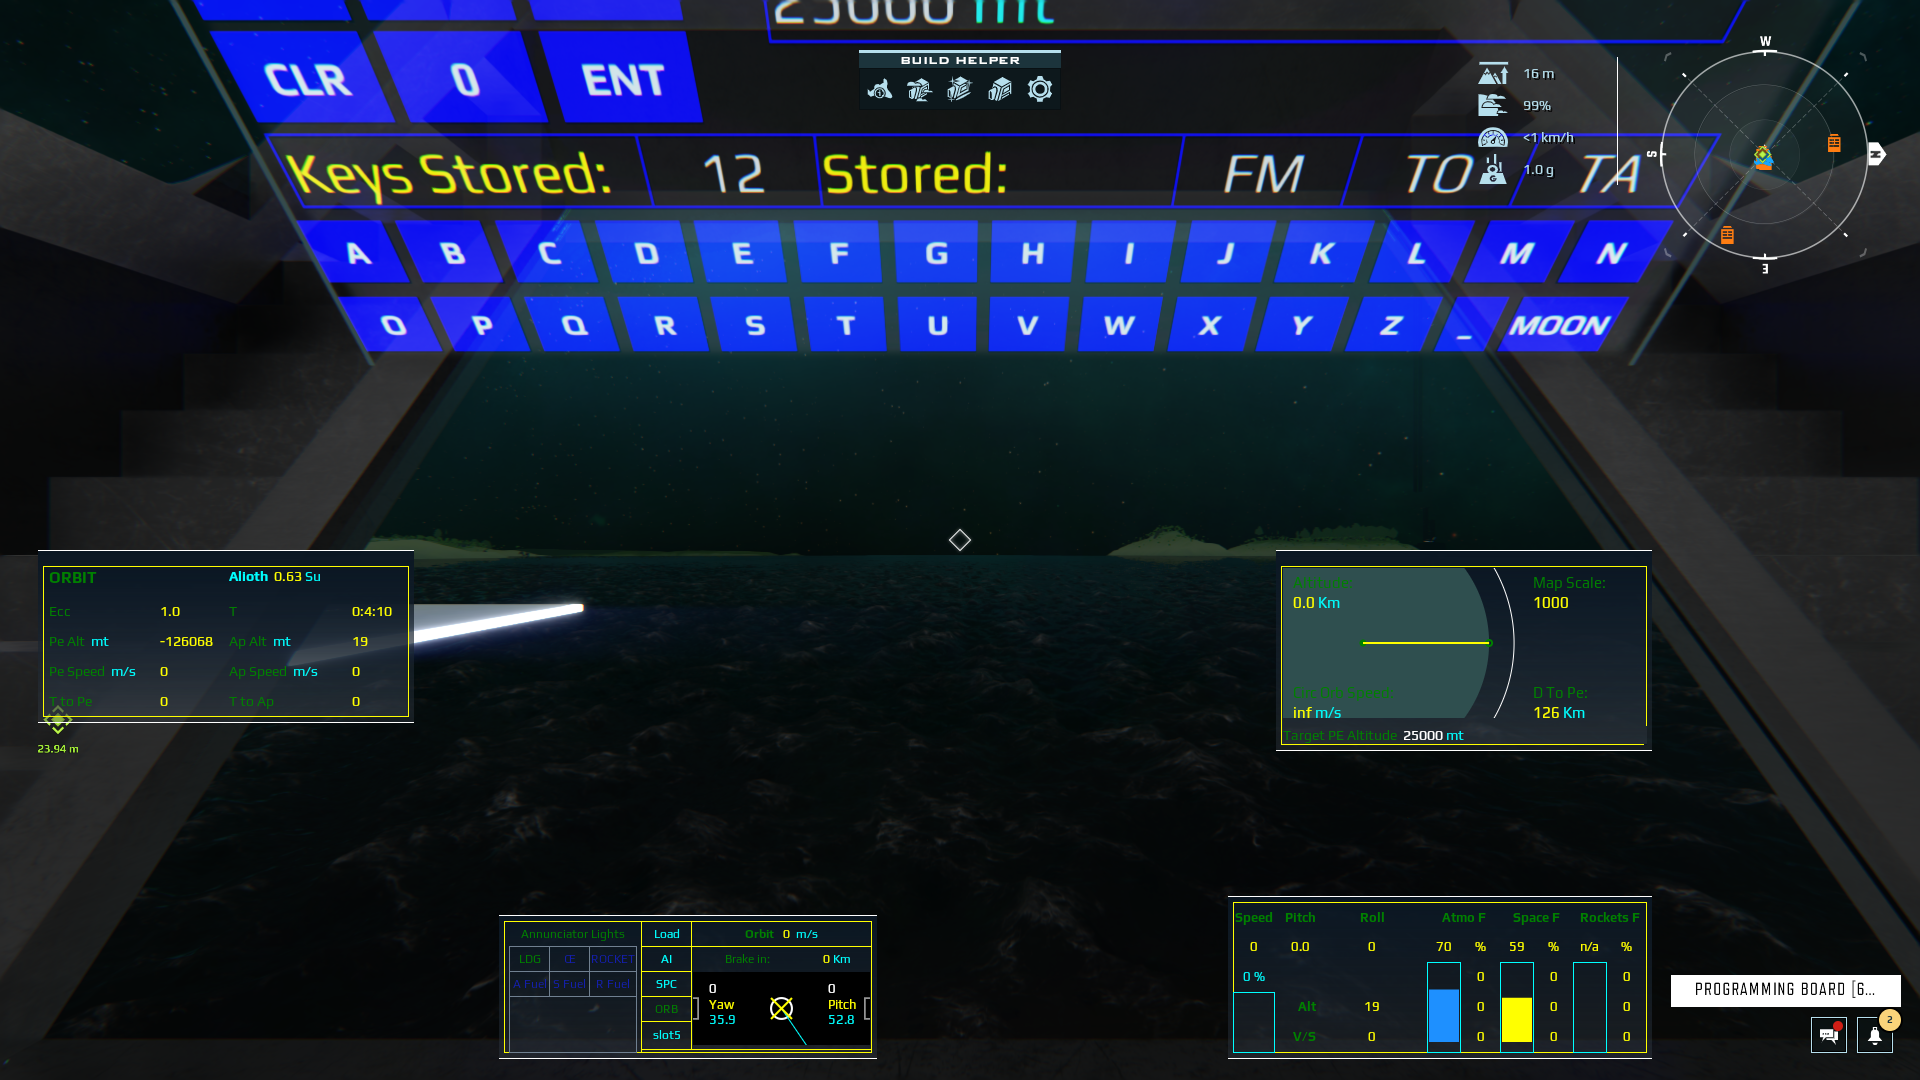 25000 mt
CLR 0 ENT
BUILD HELPER
Keys Stored: 12 Stored: FM TO TA
A B C D E F G H I J K L M N
O P Q R S T U V W X Y Z _ MOON
16 m
99%
<1 km/h
1.0 g
W
S N
E
ORBIT Alioth 0.63 Su
Ecc 1.0 T 0:4:10
Pe Alt mt -126068 Ap Alt mt 19
Pe Speed m/s 0 Ap Speed m/s 0
T to Pe 0 T to Ap 0
23.94 m
Altitude: Map Scale:
0.0 Km 1000
D To Pe:
inf m/s 126 Km
Target PE Altitude 25000 mt
Annunciator Lights Load Orbit 0 m/s
LDG ROCKET AI Brake in: 0 Km
A Fuel S Fuel R Fuel SPC 0 0
ORB Yaw Pitch
slot5 35.9 52.8
Speed Pitch Roll Atmo F Space F Rockets F
0 0.0 0 70 % 59 % n/a %
0 % 0 0 0
Alt 19 0 0 0
V/S 0 0 0 0
PROGRAMMING BOARD [6...
2